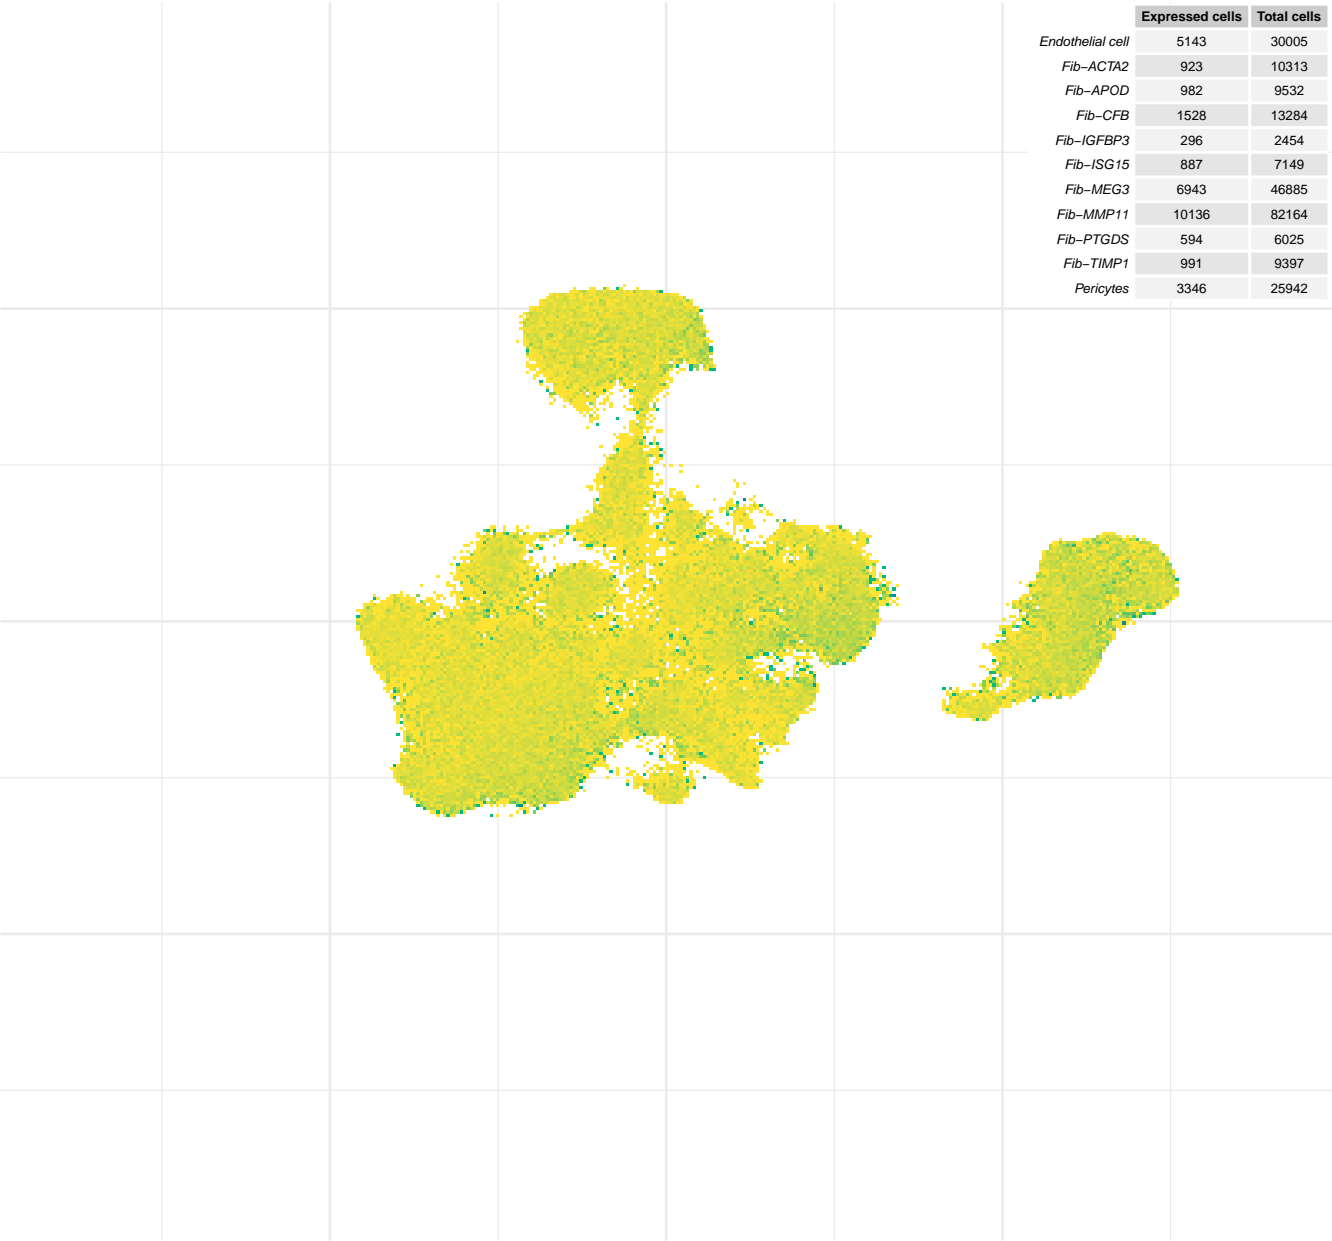 Expressed cells Total cells
Endothelial cell 5143 30005
Fib−ACTA2 923 10313
Fib−APOD 982 9532
Fib−CFB 1528 13284
Fib−IGFBP3 296 2454
Fib−ISG15 887 7149
Fib−MEG3 6943 46885
Fib−MMP11 10136 82164
Fib−PTGDS 594 6025
Fib−TIMP1 991 9397
Pericytes 3346 25942